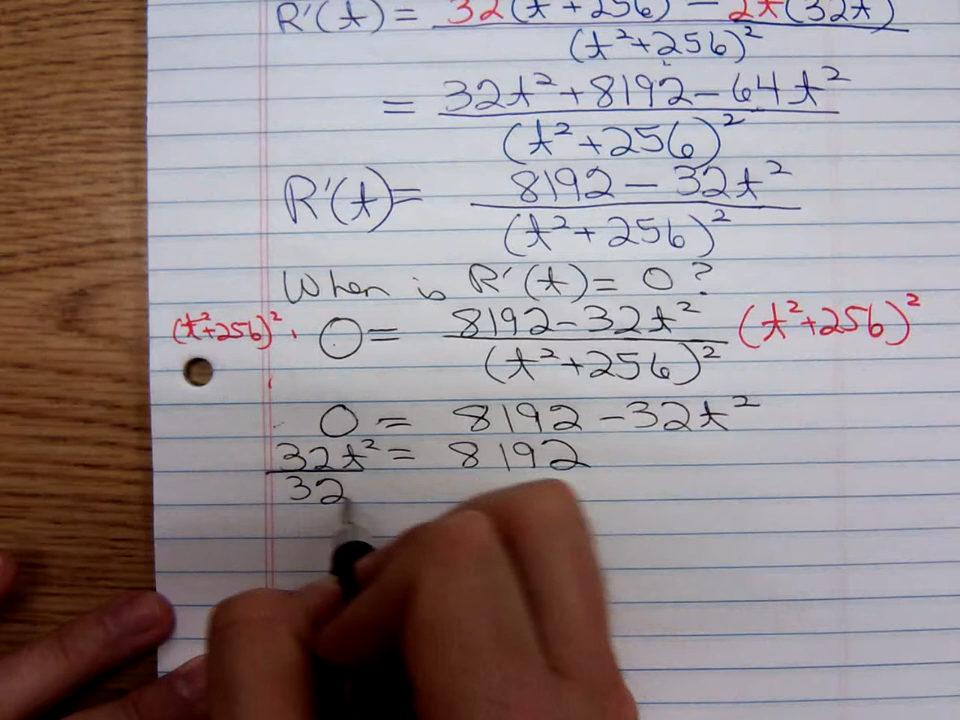 R'(t) = 32(t²+256) - 2t(32t)
(t²+256)²
= 32t²+8192-64t²
(t²+256)²
R'(t)= 8192 - 32t²
(t²+256)²
When is R'(t)= 0?
(t²+256)² · 0= 8192-32t² (t²+256)²
(t²+256)²
0 = 8192-32t²
32t² = 8192
32